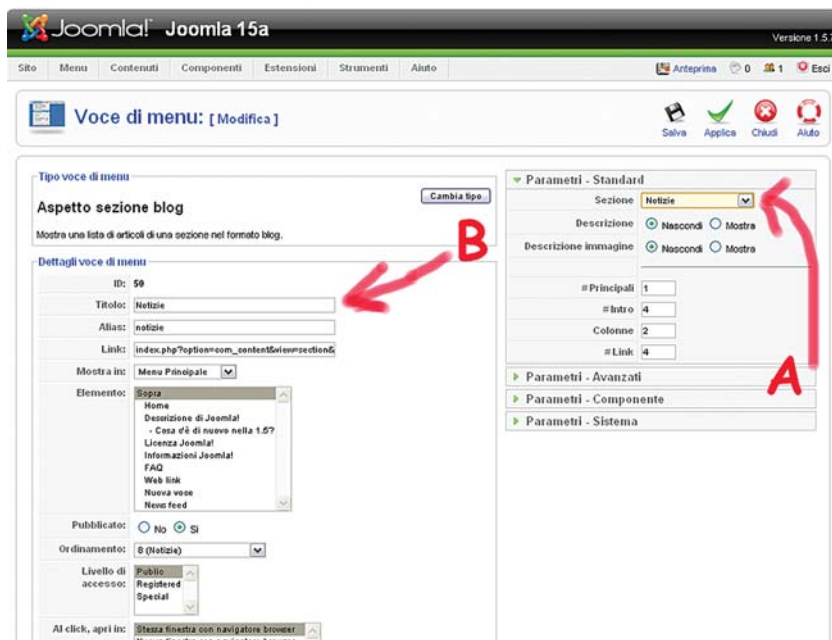 Joomla! Joomla 15a
Versione 1.5.
Sito Menu Contenuti Componenti Estensioni Strumenti Aiuto Anteprima 0 1 Esci
Voce di menu: [ Modifica ]
Salva Applica Chiudi Aiuto
Tipo voce di menu
Cambia tipo
Aspetto sezione blog
Mostra una lista di articoli di una sezione nel formato blog.
B
Dettagli voce di menu
ID: 50
Titolo: Notizie
Alias: notizie
Link: index.php?option=com_content&view=section&
Mostra in: Menu Principale
Elemento: Sopra
Home
Descrizione di Joomla!
- Cosa c'è di nuovo nella 1.5?
Licenza Joomla!
Informazioni Joomla!
FAQ
Web link
Nuova voce
News feed
Pubblicato: No Sì
Ordinamento: 8 (Notizie)
Livello di accesso: Public
Registered
Special
Al click, apri in: Stessa finestra con navigatore browser
Parametri - Standard
Sezione Notizie
Descrizione Nascondi Mostra
Descrizione immagine Nascondi Mostra
# Principali 1
# Intro 4
Colonne 2
# Link 4
A
Parametri - Avanzati
Parametri - Componente
Parametri - Sistema